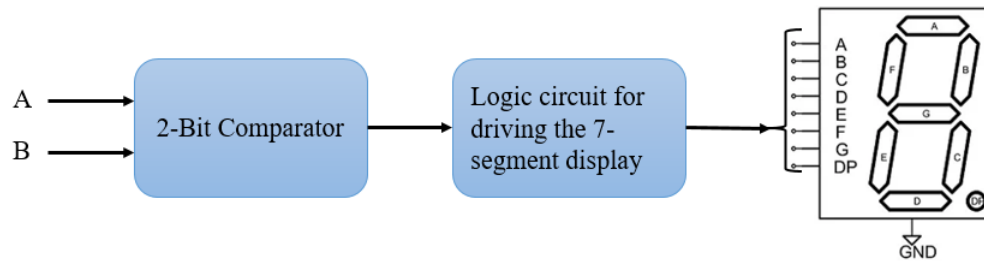 A
B
2-Bit Comparator
Logic circuit for
driving the 7-
segment display
A
B
C
D
E
F
G
DP
A
F
B
G
E
C
D
DP
GND